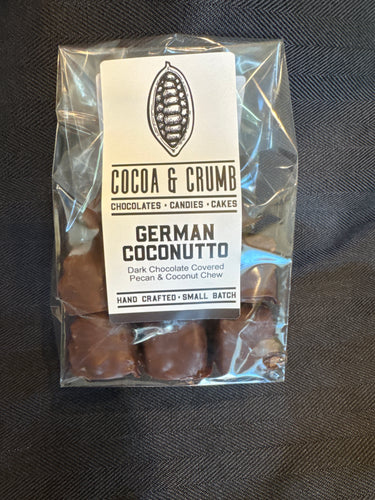 COCOA & CRUMB
CHOCOLATES • CANDIES • CAKES
GERMAN
COCONUTTO
Dark Chocolate Covered
Pecan & Coconut Chew
HAND CRAFTED • SMALL BATCH